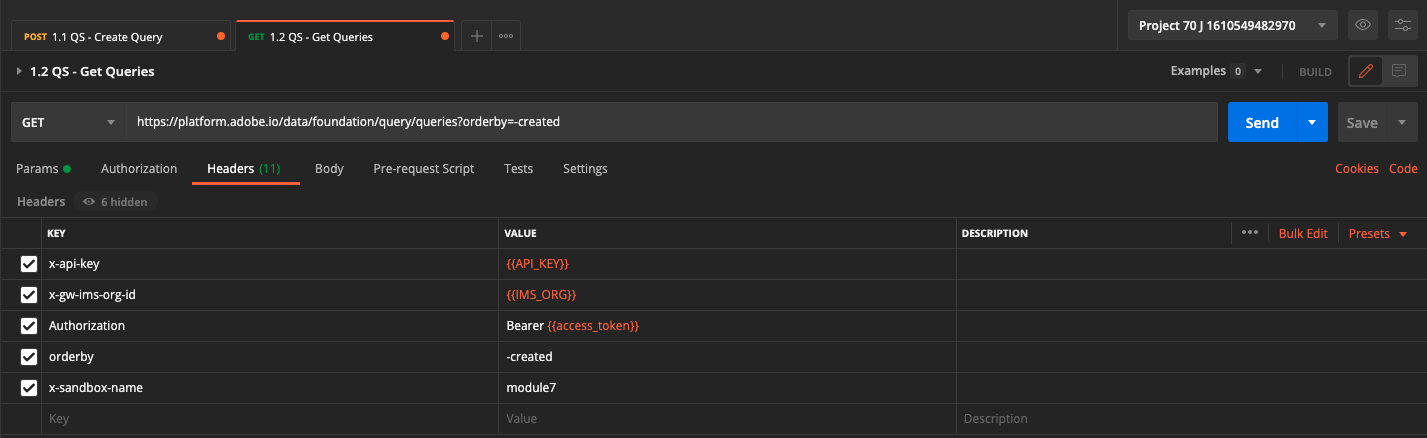 POST 1.1 QS - Create Query GET 1.2 QS - Get Queries Project 70 J 1610549482970
1.2 QS - Get Queries Examples 0 BUILD
GET https://platform.adobe.io/data/foundation/query/queries?orderby=-created Send Save
Params Authorization Headers (11) Body Pre-request Script Tests Settings Cookies Code
Headers 6 hidden
KEY VALUE DESCRIPTION Bulk Edit Presets
x-api-key {{API_KEY}}
x-gw-ims-org-id {{IMS_ORG}}
Authorization Bearer {{access_token}}
orderby -created
x-sandbox-name module7
Key Value Description